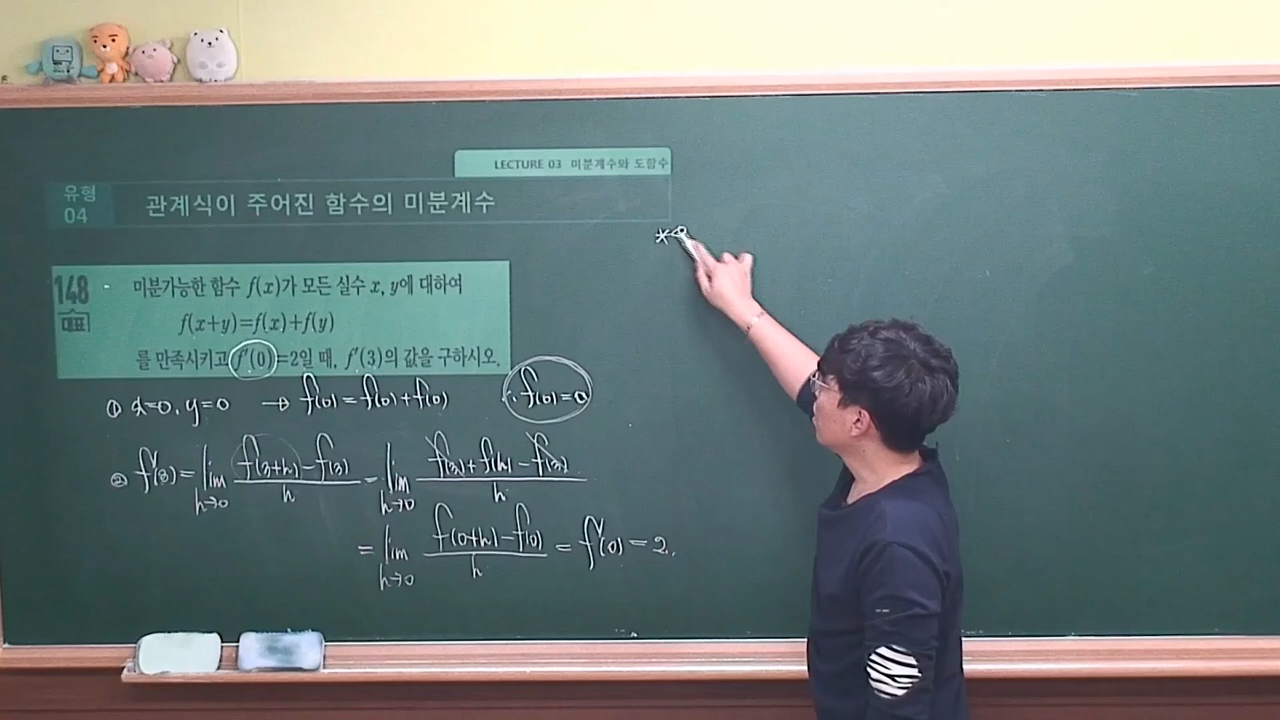 LECTURE 03 미분계수와 도함수
유형 04 관계식이 주어진 함수의 미분계수
148 대표
미분가능한 함수 f(x)가 모든 실수 x, y에 대하여
f(x+y)=f(x)+f(y)
를 만족시키고 f'(0)=2일 때, f'(3)의 값을 구하시오.
① x=0, y=0 → f(0)=f(0)+f(0) ∴ f(0)=0
② f'(3)= lim h→0 f(3+h)-f(3) / h = lim h→0 f(3)+f(h)-f(3) / h
= lim h→0 f(0+h)-f(0) / h = f'(0)=2.